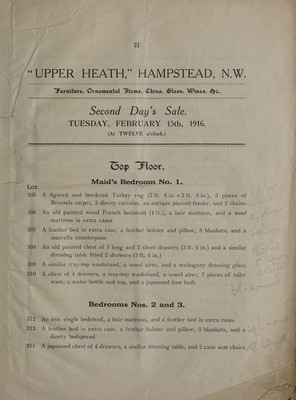 21
"UPPER HEATH," HAMPSTEAD, N.W.
Furniture, Ornamental Items, China, Glass, Wines, &c.
Second Day's Sale.
TUESDAY, FEBRUARY 15th, 1916.
(At TWELVE o'clock.)
Top Floor.
Maid's Bedroom No. 1.
Lot
305 A figured and bordered Turkey rug (7 ft. 6 in. x 3 ft. 8 in.), 3 pieces of
Brussels carpet, 3 dimity curtains, an antique pierced fender, and 2 chairs
306 An old painted wood French bedstead (4 ft.), a hair mattress, and a wool
mattress in extra cases
307 A feather bed in extra case, a feather bolster and pillow, 3 blankets, and a
marcella counterpane
308 An old painted chest of 3 long and 2 short drawers (3 ft. 6 in.) and a similar
dressing table fitted 2 drawers (3 ft. 6 in.)
309 A similar tray-top washstand, a towel airer, and a mahogany dressing glass
310 A chest of 4 drawers, a tray-top washstand, a towel airer, 7 pieces of toilet
ware, a water bottle and top, and a japanned foot bath
Bedrooms Nos. 2 and 3.
312 An iron single bedstead, a hair mattress, and a feather bed in extra cases
313 A feather bed in extra case, a feather bolster and pillow, 3 blankets, and a
dimity bedspread
314 A japanned chest of 4 drawers, a similar dressing table, and 2 cane seat chairs